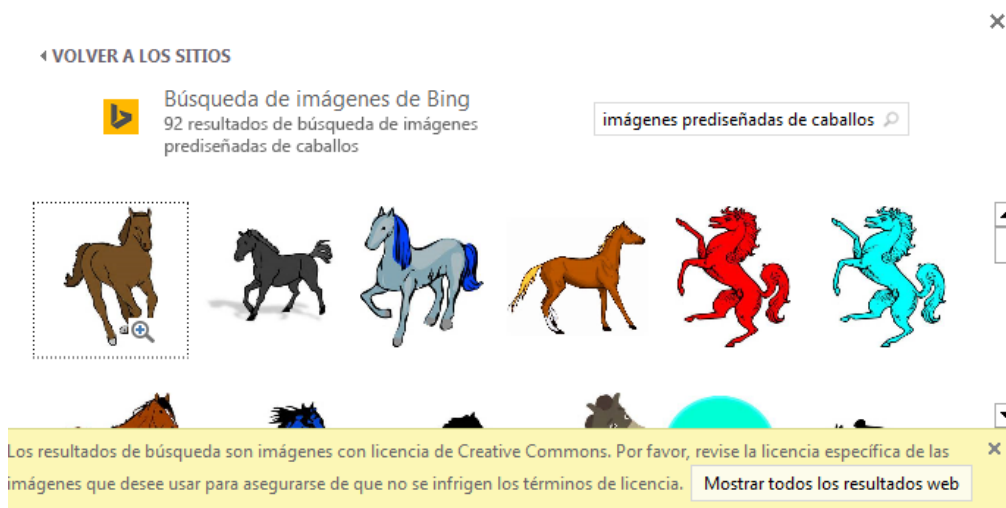 VOLVER A LOS SITIOS
Búsqueda de imágenes de Bing
92 resultados de búsqueda de imágenes
prediseñadas de caballos
imágenes prediseñadas de caballos
Los resultados de búsqueda son imágenes con licencia de Creative Commons. Por favor, revise la licencia específica de las
imágenes que desee usar para asegurarse de que no se infrigen los términos de licencia.
Mostrar todos los resultados web